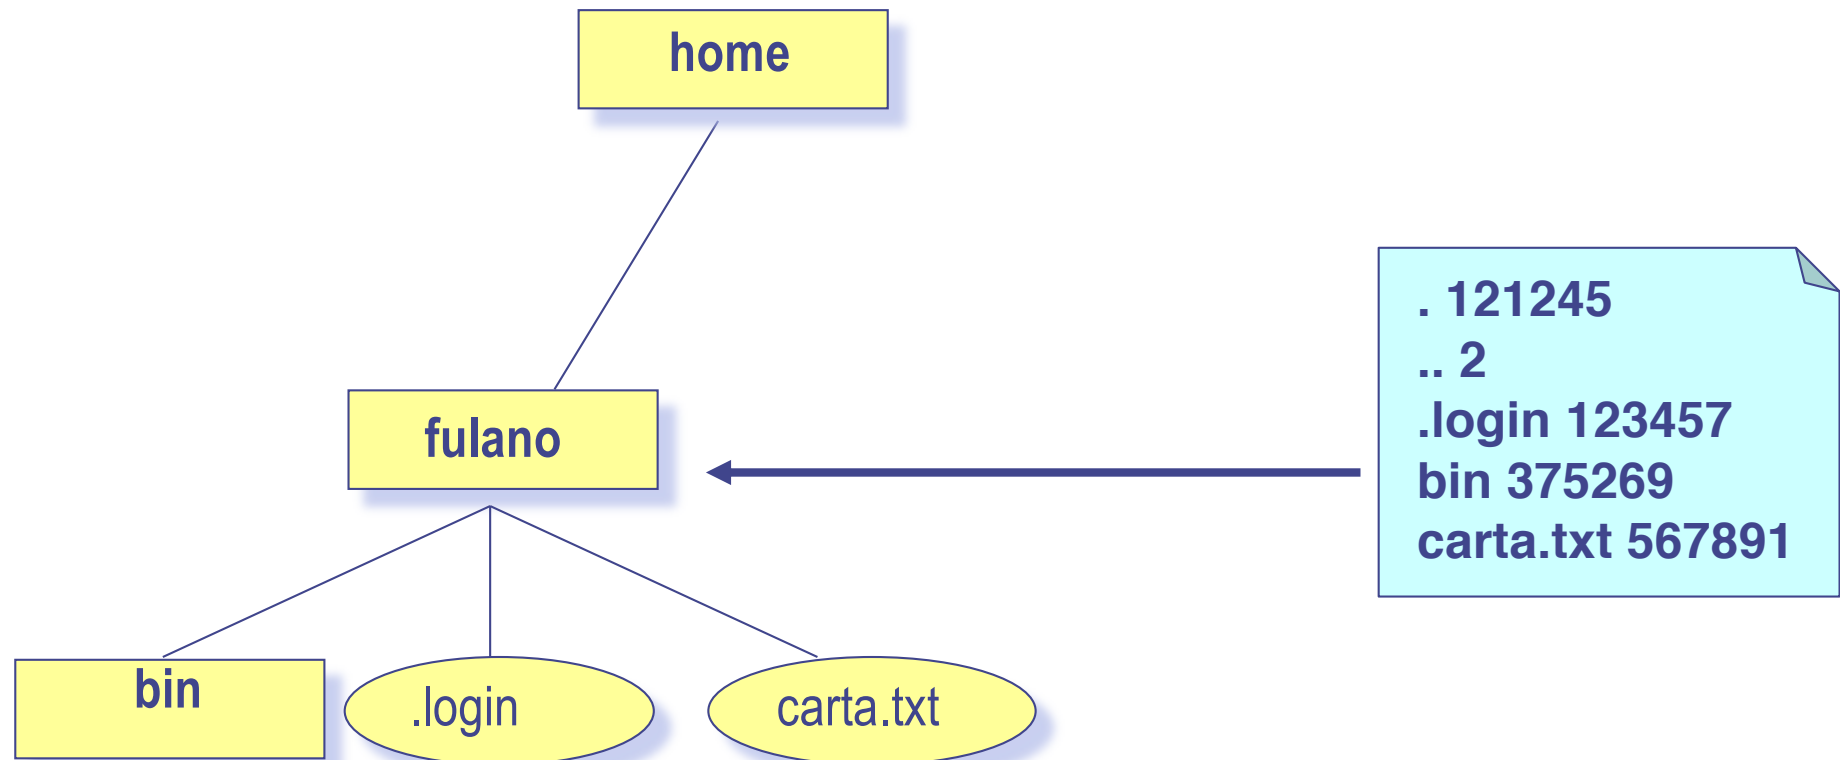 home
fulano
. 121245
.. 2
.login 123457
bin 375269
carta.txt 567891
bin
.login
carta.txt